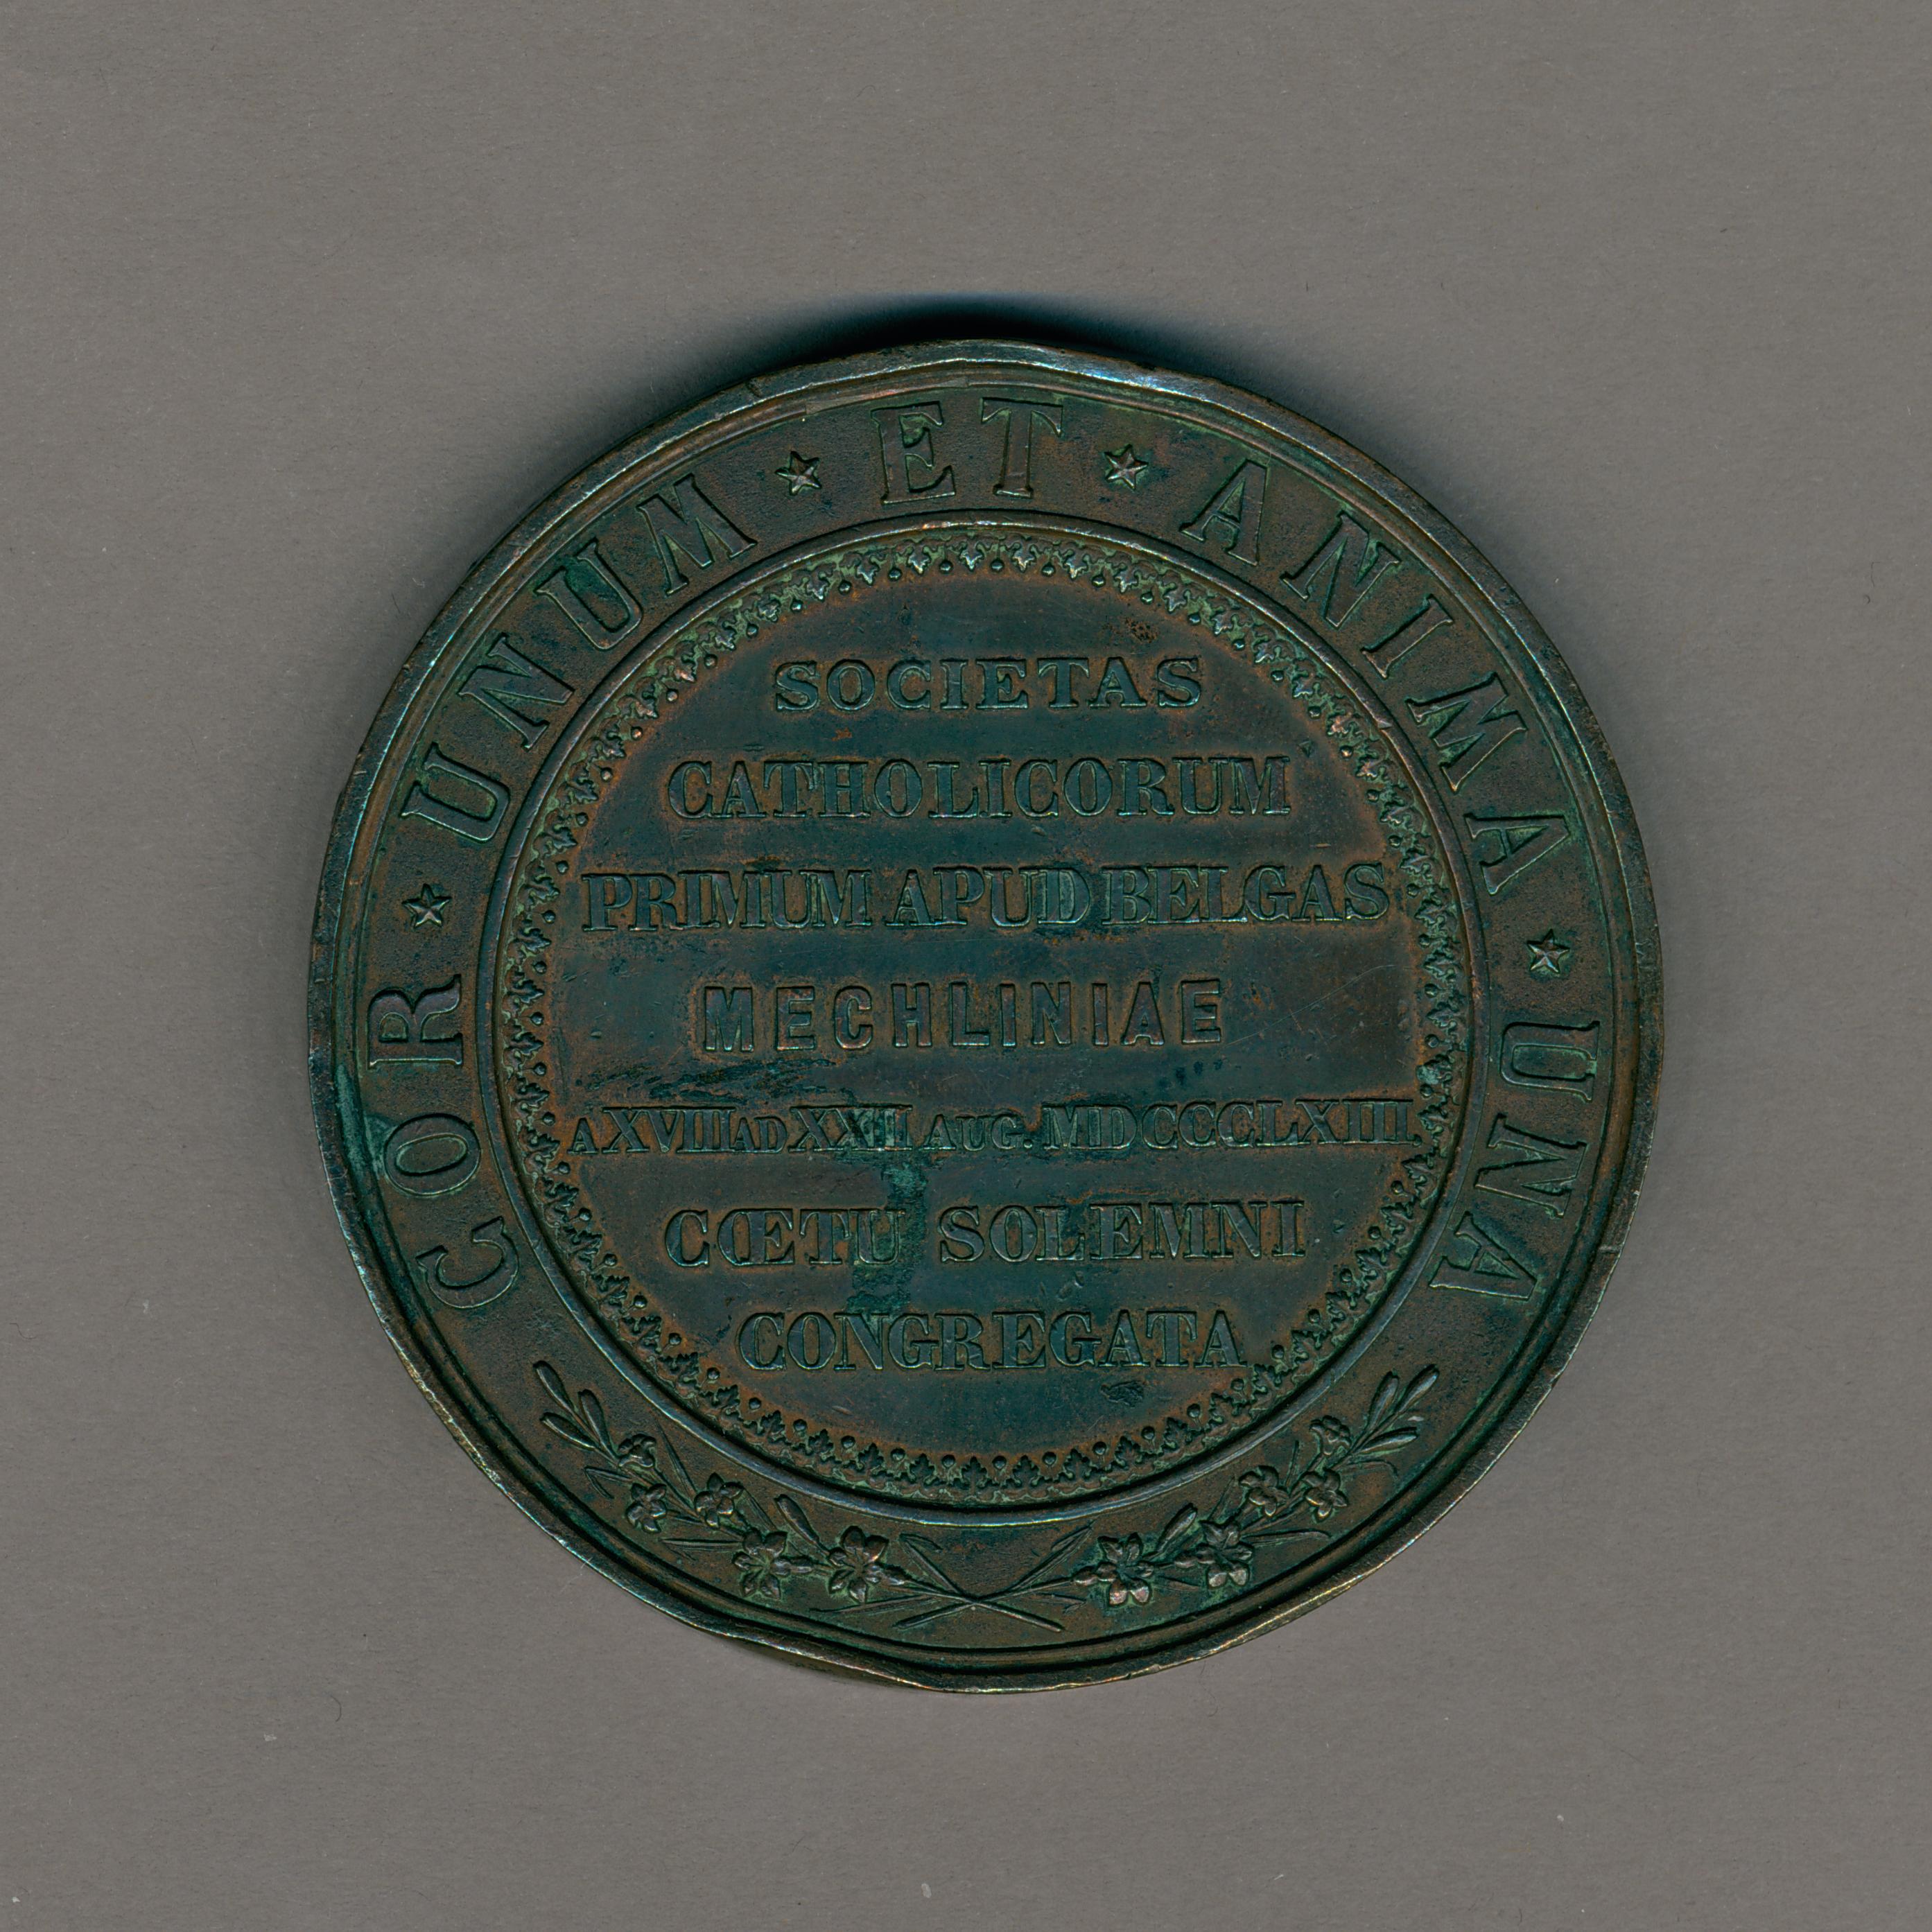 COR ★ UNUM ★ ET ★ ANIMA ★ UNA
SOCIETAS
CATHOLICORUM
PRIMUM APUD BELGAS
MECHLINIAE
A XVIII AD XXII AUG. MDCCCLXIII
CŒTU SOLEMNI
CONGREGATA